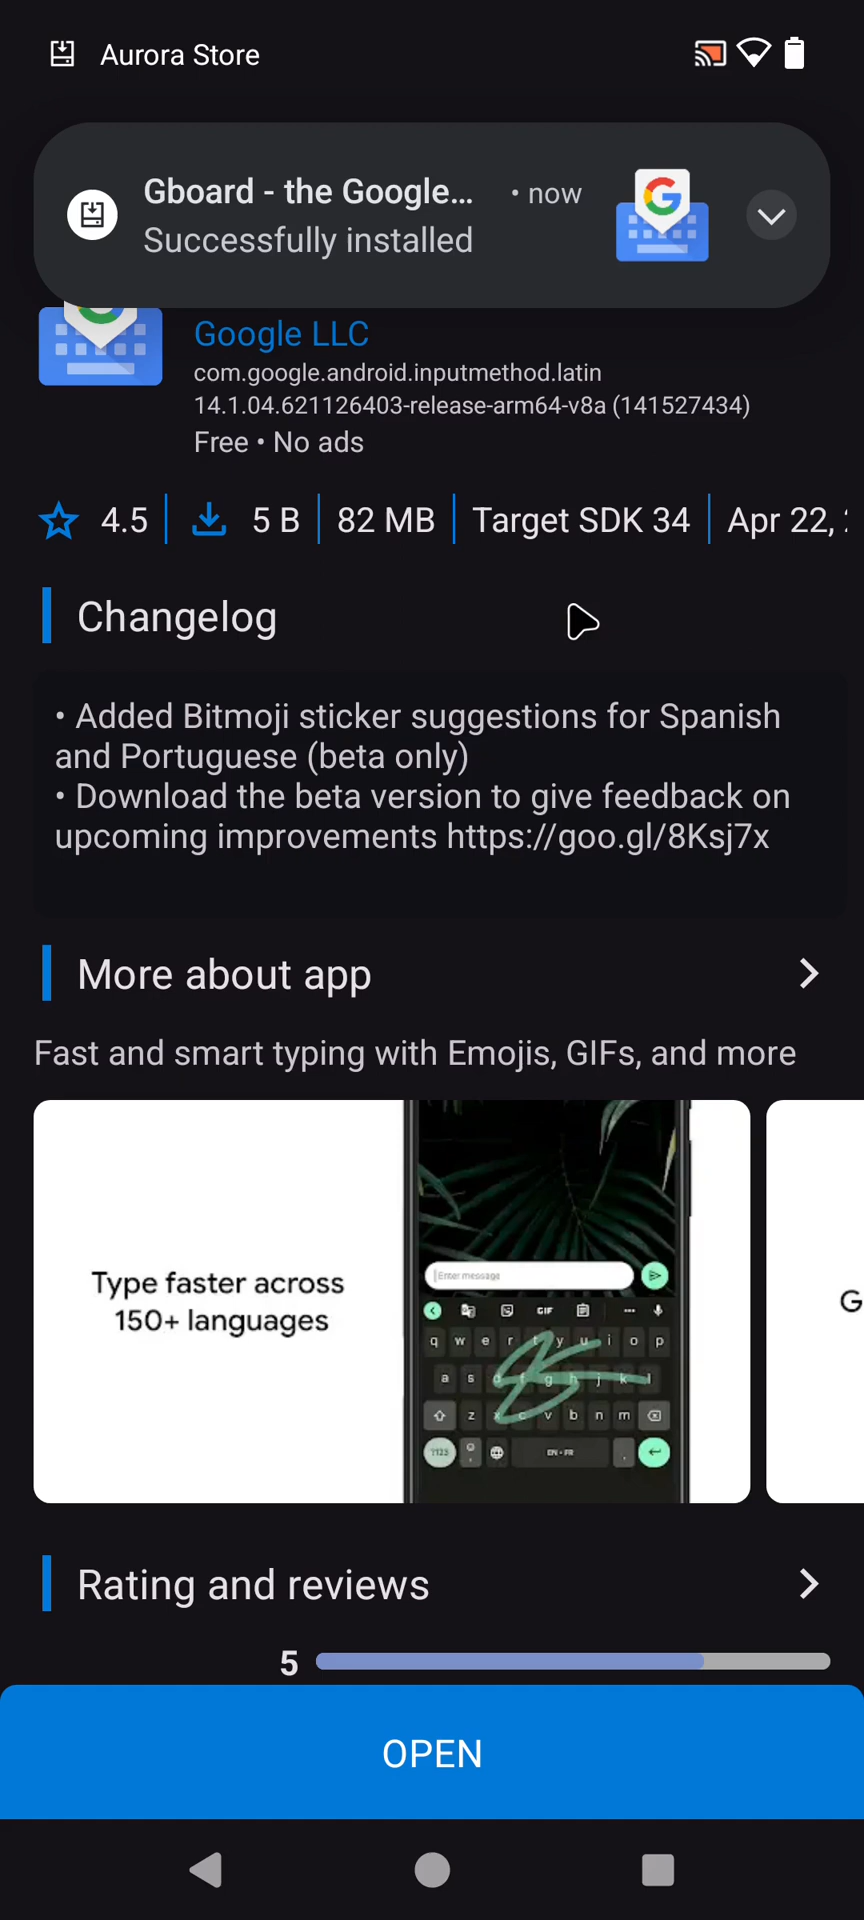 Aurora Store
Gboard - the Google... • now
Successfully installed
Google LLC
com.google.android.inputmethod.latin
14.1.04.621126403-release-arm64-v8a (141527434)
Free • No ads
4.5 5 B 82 MB Target SDK 34 Apr 22,
Changelog
• Added Bitmoji sticker suggestions for Spanish
and Portuguese (beta only)
• Download the beta version to give feedback on
upcoming improvements https://goo.gl/8Ksj7x
More about app
Fast and smart typing with Emojis, GIFs, and more
Type faster across
150+ languages
Enter message
GIF
q w e r t y u i o p
a s d f g h j k l
z x c v b n m
?123 , EN • FR .
G
Rating and reviews
5
OPEN